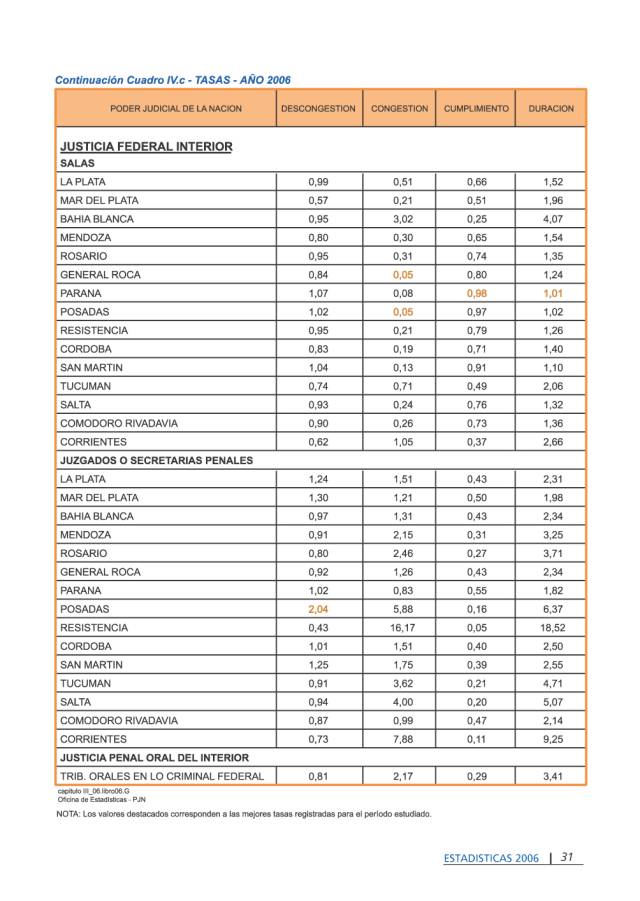 Continuación Cuadro IV.c - TASAS - AÑO 2006
PODER JUDICIAL DE LA NACION DESCONGESTION CONGESTION CUMPLIMIENTO DURACION
JUSTICIA FEDERAL INTERIOR
SALAS
LA PLATA 0,99 0,51 0,66 1,52
MAR DEL PLATA 0,57 0,21 0,51 1,96
BAHIA BLANCA 0,95 3,02 0,25 4,07
MENDOZA 0,80 0,30 0,65 1,54
ROSARIO 0,95 0,31 0,74 1,35
GENERAL ROCA 0,84 0,05 0,80 1,24
PARANA 1,07 0,08 0,98 1,01
POSADAS 1,02 0,05 0,97 1,02
RESISTENCIA 0,95 0,21 0,79 1,26
CORDOBA 0,83 0,19 0,71 1,40
SAN MARTIN 1,04 0,13 0,91 1,10
TUCUMAN 0,74 0,71 0,49 2,06
SALTA 0,93 0,24 0,76 1,32
COMODORO RIVADAVIA 0,90 0,26 0,73 1,36
CORRIENTES 0,62 1,05 0,37 2,66
JUZGADOS O SECRETARIAS PENALES
LA PLATA 1,24 1,51 0,43 2,31
MAR DEL PLATA 1,30 1,21 0,50 1,98
BAHIA BLANCA 0,97 1,31 0,43 2,34
MENDOZA 0,91 2,15 0,31 3,25
ROSARIO 0,80 2,46 0,27 3,71
GENERAL ROCA 0,92 1,26 0,43 2,34
PARANA 1,02 0,83 0,55 1,82
POSADAS 2,04 5,88 0,16 6,37
RESISTENCIA 0,43 16,17 0,05 18,52
CORDOBA 1,01 1,51 0,40 2,50
SAN MARTIN 1,25 1,75 0,39 2,55
TUCUMAN 0,91 3,62 0,21 4,71
SALTA 0,94 4,00 0,20 5,07
COMODORO RIVADAVIA 0,87 0,99 0,47 2,14
CORRIENTES 0,73 7,88 0,11 9,25
JUSTICIA PENAL ORAL DEL INTERIOR
TRIB. ORALES EN LO CRIMINAL FEDERAL 0,81 2,17 0,29 3,41
capitulo III_06.libro06.G
Oficina de Estadísticas - PJN
NOTA: Los valores destacados corresponden a las mejores tasas registradas para el período estudiado.
ESTADISTICAS 2006 | 31